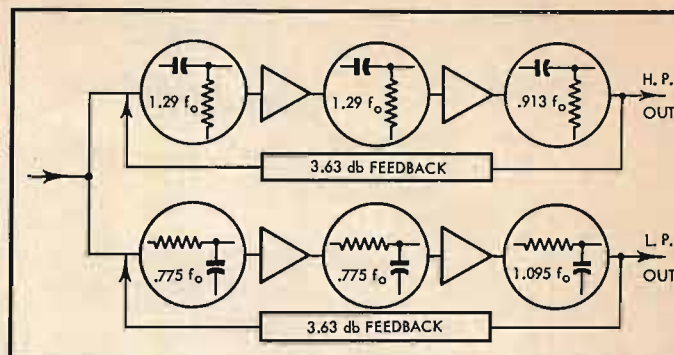 H. P.
1.29 f₀ 1.29 f₀ .913 f₀
OUT
3.63 db FEEDBACK
L. P.
.775 f₀ .775 f₀ 1.095 f₀
OUT
3.63 db FEEDBACK